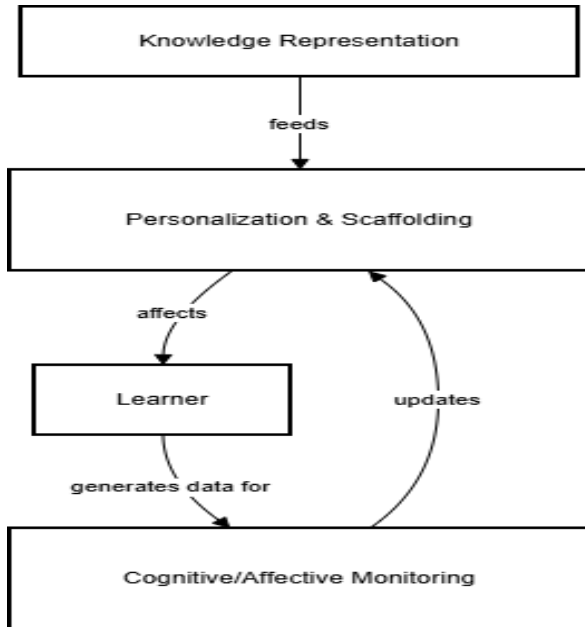 Knowledge Representation
feeds
Personalization & Scaffolding
affects
Learner
updates
generates data for
Cognitive/Affective Monitoring